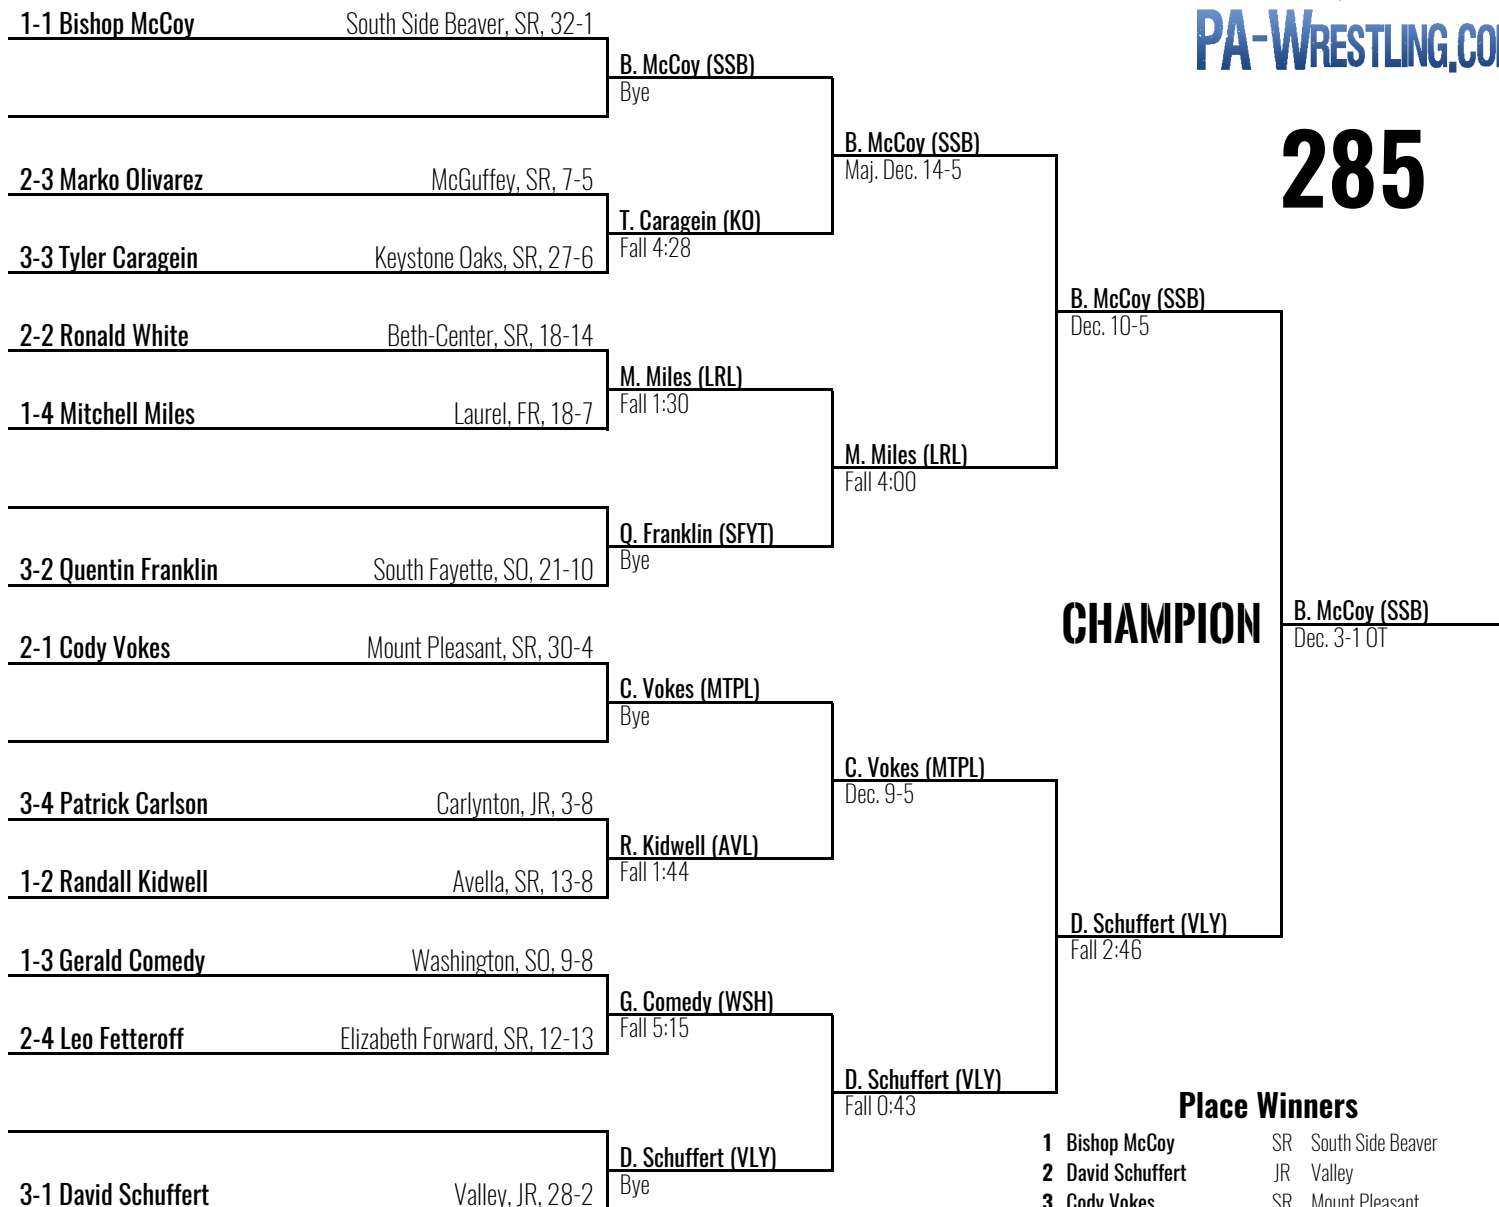 1-1 Bishop McCoy South Side Beaver, SR, 32-1
B. McCoy (SSB)
Bye
2-3 Marko Olivarez McGuffey, SR, 7-5
T. Caragein (KO)
Fall 4:28
3-3 Tyler Caragein Keystone Oaks, SR, 27-6
B. McCoy (SSB)
Maj. Dec. 14-5
2-2 Ronald White Beth-Center, SR, 18-14
M. Miles (LRL)
Fall 1:30
1-4 Mitchell Miles Laurel, FR, 18-7
M. Miles (LRL)
Fall 4:00
Q. Franklin (SFYT)
Bye
3-2 Quentin Franklin South Fayette, SO, 21-10
B. McCoy (SSB)
Dec. 10-5
2-1 Cody Vokes Mount Pleasant, SR, 30-4
C. Vokes (MTPL)
Bye
3-4 Patrick Carlson Carlynton, JR, 3-8
R. Kidwell (AVL)
Fall 1:44
1-2 Randall Kidwell Avella, SR, 13-8
C. Vokes (MTPL)
Dec. 9-5
1-3 Gerald Comedy Washington, SO, 9-8
G. Comedy (WSH)
Fall 5:15
2-4 Leo Fetteroff Elizabeth Forward, SR, 12-13
D. Schuffert (VLY)
Fall 0:43
D. Schuffert (VLY)
Bye
3-1 David Schuffert Valley, JR, 28-2
D. Schuffert (VLY)
Fall 2:46
CHAMPION
B. McCoy (SSB)
Dec. 3-1 OT
PA-WRESTLING.CO
285
Place Winners
1 Bishop McCoy SR South Side Beaver
2 David Schuffert JR Valley
3 Cody Vokes SR Mount Pleasant